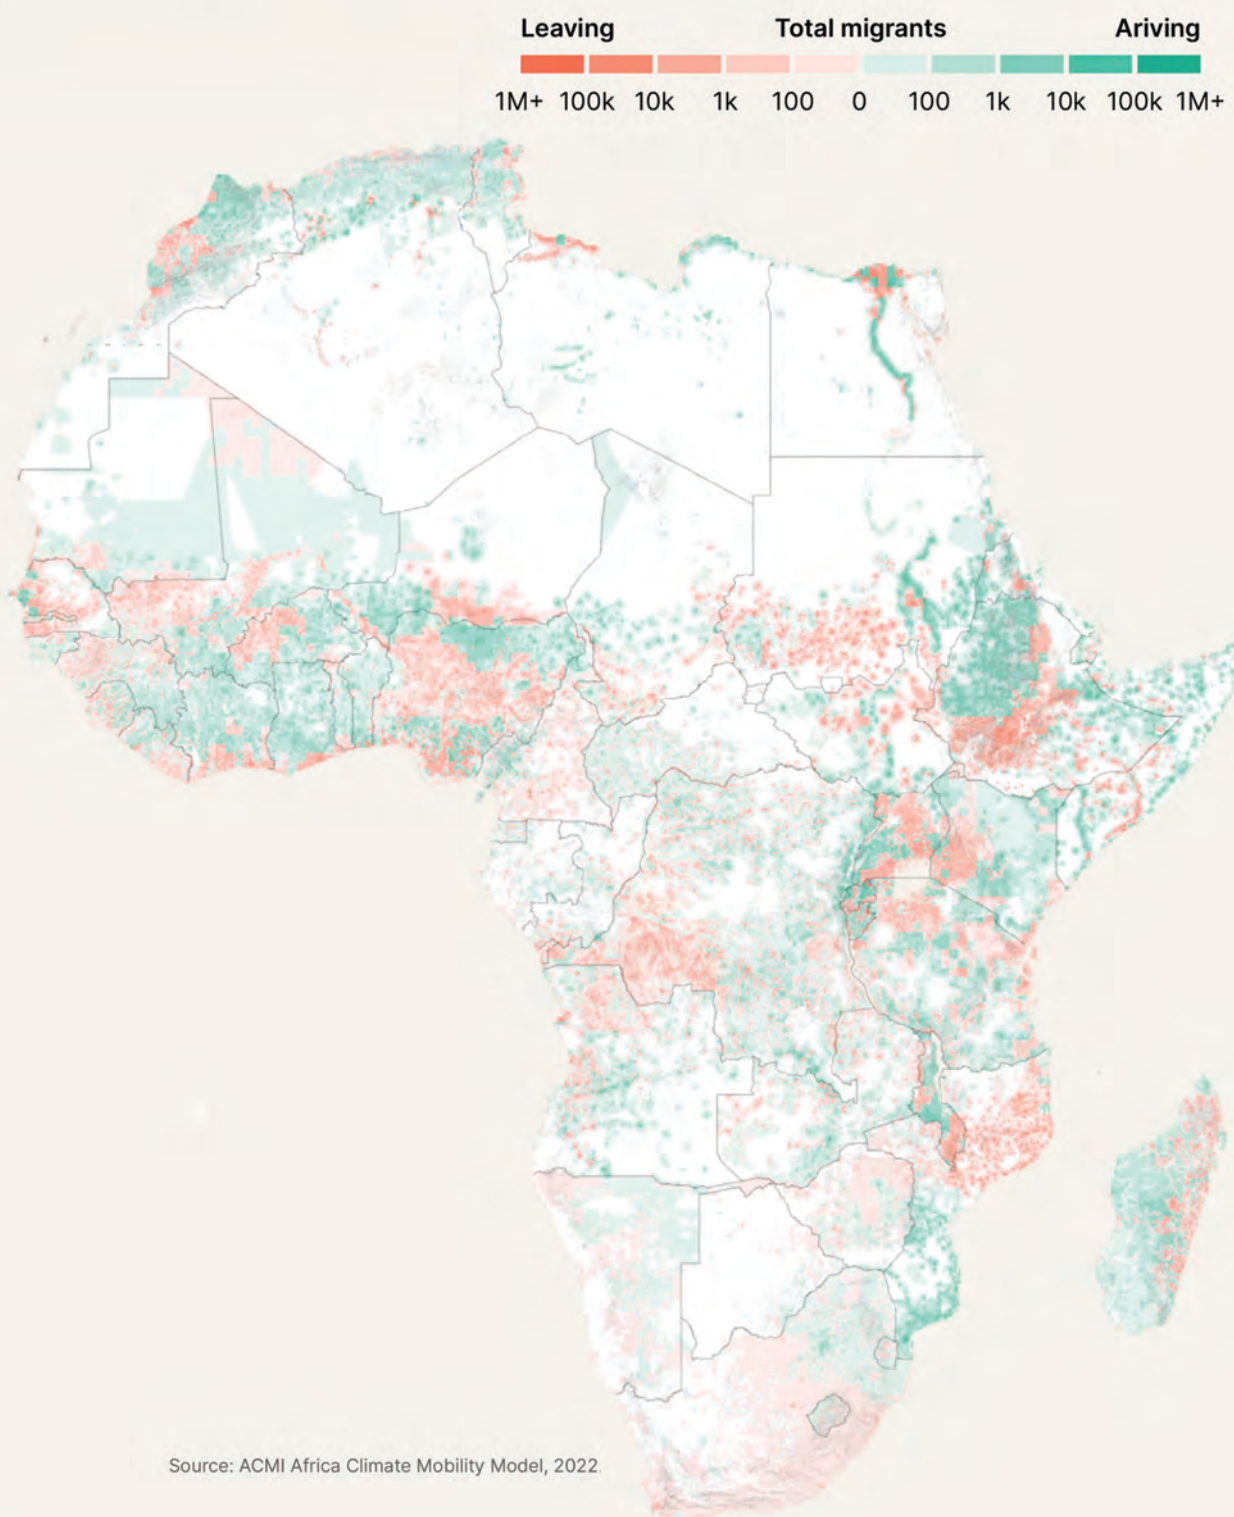 Leaving Total migrants Ariving
1M+ 100k 10k 1k 100 0 100 1k 10k 100k 1M+
Source: ACMI Africa Climate Mobility Model, 2022